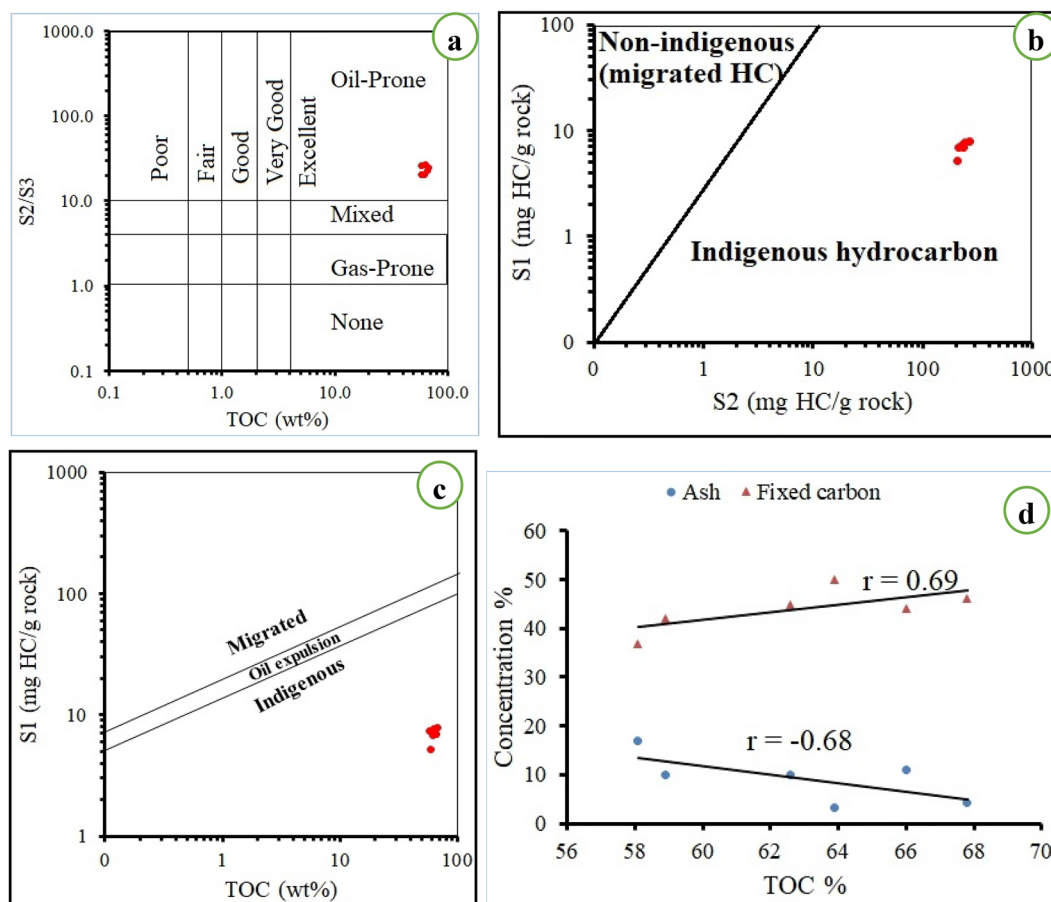 a
1000.0
100.0
10.0
1.0
0.1
S2/S3
Poor
Fair
Good
Very Good
Excellent
Oil-Prone
Mixed
Gas-Prone
None
0.1
1.0
10.0
100.0
TOC (wt%)
b
100
10
1
0
S1 (mg HC/g rock)
Non-indigenous
(migrated HC)
Indigenous hydrocarbon
0
1
10
100
1000
S2 (mg HC/g rock)
c
1000
100
10
1
S1 (mg HC/g rock)
Migrated
Oil expulsion
Indigenous
0
1
10
100
TOC (wt%)
d
Ash
Fixed carbon
60
50
40
30
20
10
0
Concentration %
r = 0.69
r = -0.68
56
58
60
62
64
66
68
70
TOC %